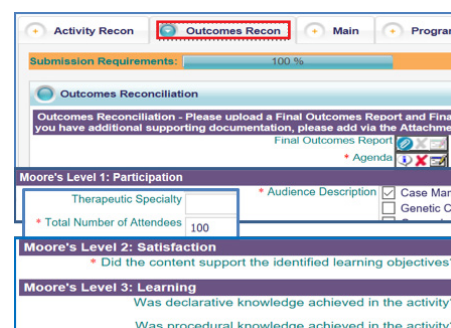 Activity Recon Outcomes Recon Main
Submission Requirements: 100 %
Outcomes Reconciliation
Outcomes Reconciliation - Please upload a Final Outcomes Report and
you have additional supporting documentation, please add via the
Final Outcomes Report
* Agenda
Moore's Level 1: Participation
Therapeutic Specialty
* Audience Description
Case
Genetic
* Total Number of Attendees 100
Moore's Level 2: Satisfaction
* Did the content support the identified learning objectives?
Moore's Level 3: Learning
Was declarative knowledge achieved in the activity?
Was procedural knowledge achieved in the activity?